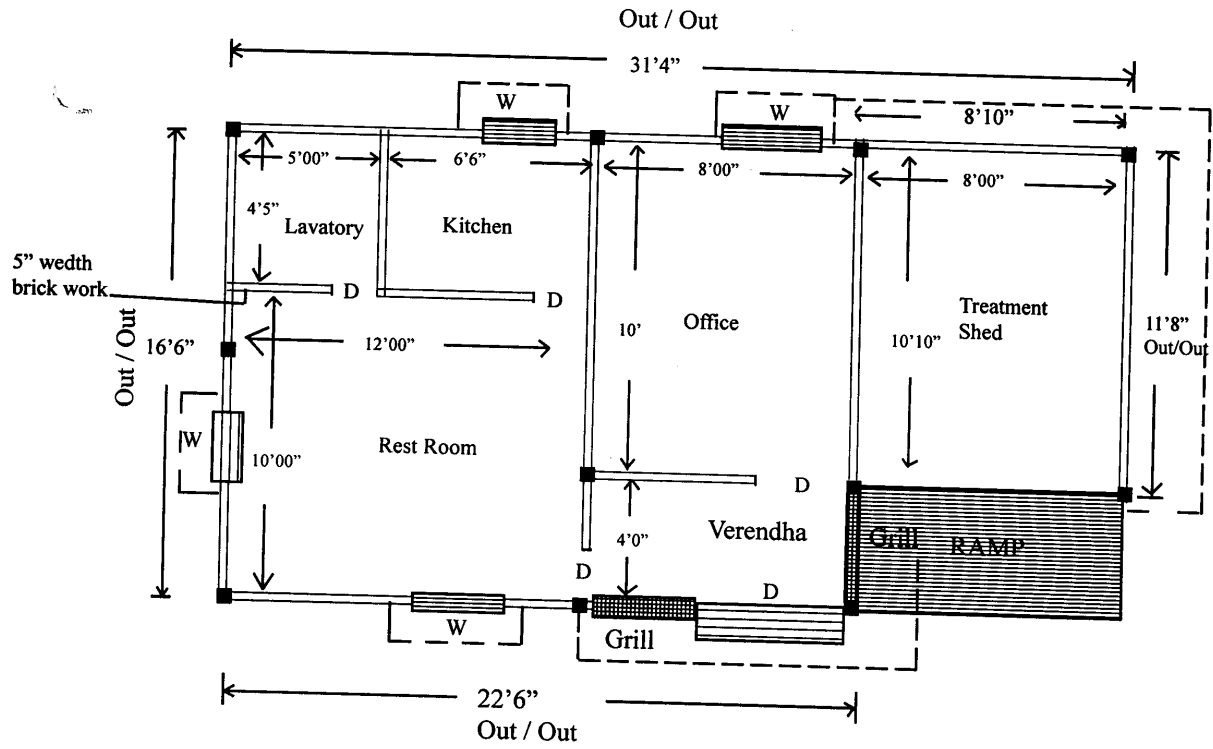 Out / Out
31'4”
W
W
8'10”
5'00”
6'6”
8'00”
8'00”
4'5”
Lavatory
Kitchen
5” wedth
brick work
D
D
Out / Out
16'6”
12'00”
10'
Office
10'10”
Treatment
Shed
11'8”
Out/Out
W
10'00”
Rest Room
D
4'0”
Verendha
Grill
RAMP
D
D
W
Grill
22'6”
Out / Out